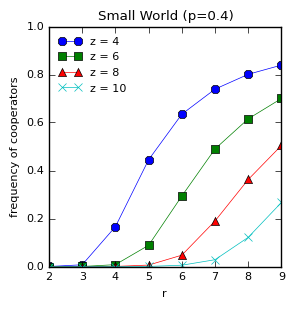 Small World (p=0.4)
1.0
0.8
0.6
0.4
0.2
0.0
frequency of cooperators
z = 4
z = 6
z = 8
z = 10
2 3 4 5 6 7 8 9
r